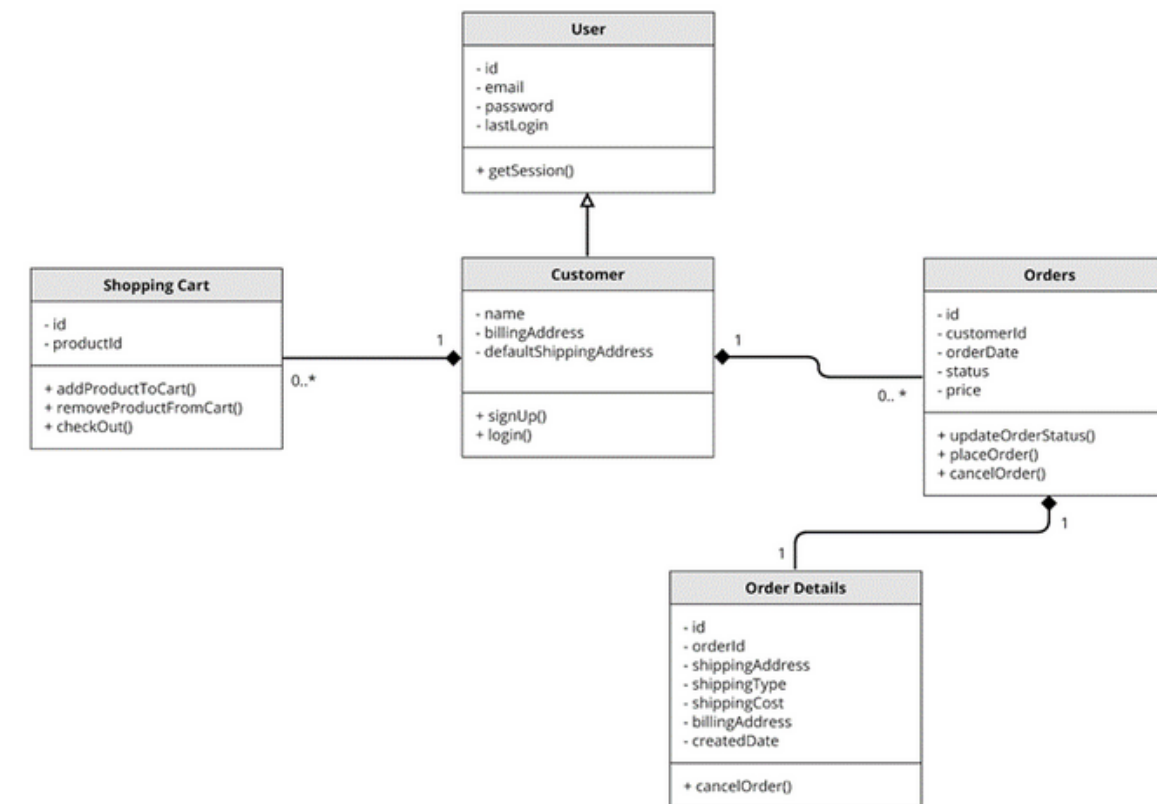 User
- id
- email
- password
- lastLogin
+ getSession()
Shopping Cart
- id
- productId
+ addProductToCart()
+ removeProductFromCart()
+ checkOut()
1
0..*
Customer
- name
- billingAddress
- defaultShippingAddress
+ signUp()
+ login()
1
0.. *
Orders
- id
- customerId
- orderDate
- status
- price
+ updateOrderStatus()
+ placeOrder()
+ cancelOrder()
1
1
Order Details
- id
- orderId
- shippingAddress
- shippingType
- shippingCost
- billingAddress
- createdDate
+ cancelOrder()